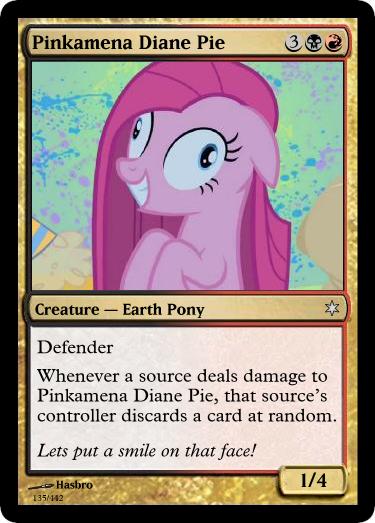 Pinkamena Diane Pie 3
Creature — Earth Pony
Defender
Whenever a source deals damage to
Pinkamena Diane Pie, that source's
controller discards a card at random.
Lets put a smile on that face!
1/4
Hasbro
135/442